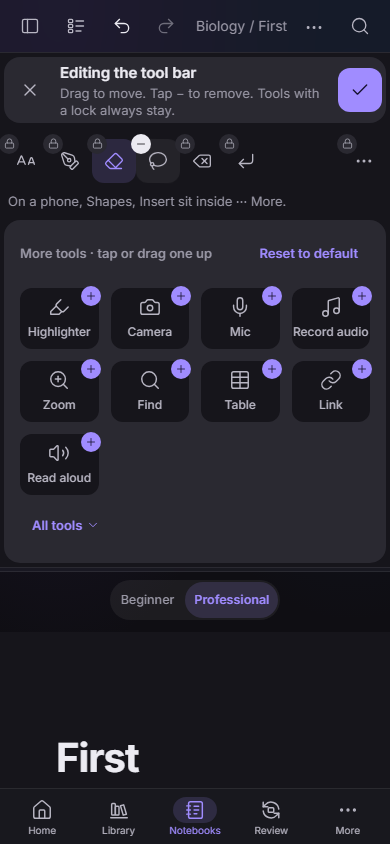 Biology / First
Editing the tool bar
Drag to move. Tap − to remove. Tools with
a lock always stay.
AA
On a phone, Shapes, Insert sit inside ··· More.
More tools · tap or drag one up
Reset to default
Highlighter
Camera
Mic
Record audio
Zoom
Find
Table
Link
Read aloud
All tools
Beginner
Professional
First
Home
Library
Notebooks
Review
More